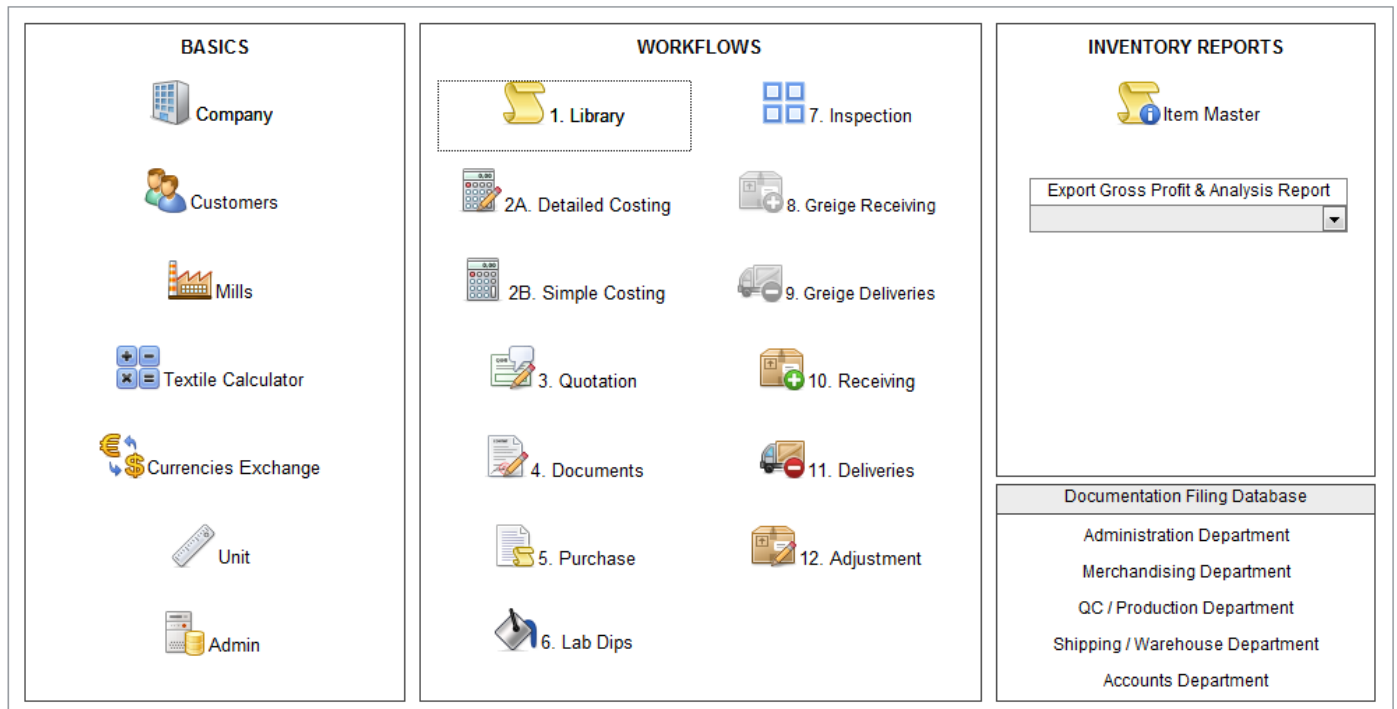 BASICS
Company
Customers
Mills
Textile Calculator
Currencies Exchange
Unit
Admin
WORKFLOWS
1. Library
2A. Detailed Costing
2B. Simple Costing
3. Quotation
4. Documents
5. Purchase
6. Lab Dips
7. Inspection
8. Greige Receiving
9. Greige Deliveries
10. Receiving
11. Deliveries
12. Adjustment
INVENTORY REPORTS
Item Master
Export Gross Profit & Analysis Report
Documentation Filing Database
Administration Department
Merchandising Department
QC / Production Department
Shipping / Warehouse Department
Accounts Department